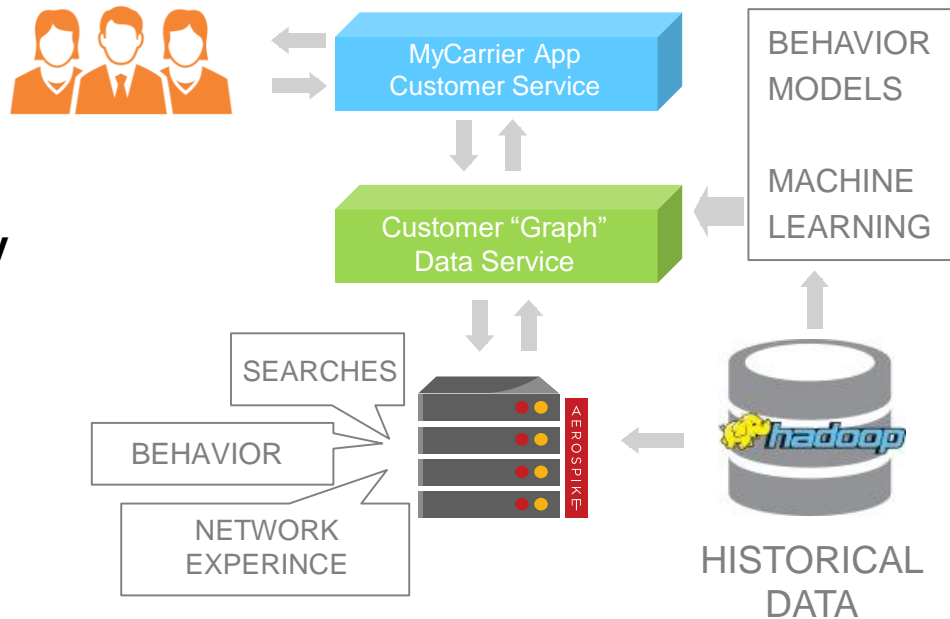 MyCarrier App
Customer Service
BEHAVIOR
MODELS
MACHINE
LEARNING
Customer “Graph”
Data Service
y
SEARCHES
BEHAVIOR
NETWORK
EXPERINCE
AEROSPIKE
hadoop
HISTORICAL
DATA